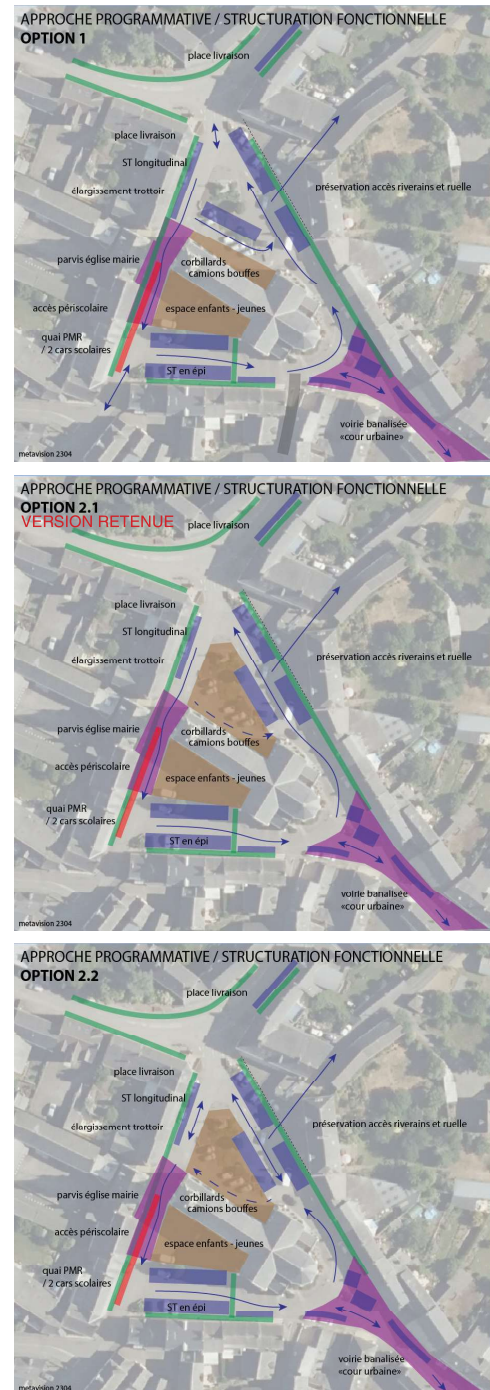 APPROCHE PROGRAMMATIVE / STRUCTURATION FONCTIONNELLE
OPTION 1
place livraison
place livraison
ST longitudinal
élargissement trottoir
préservation accès riverains et ruelle
parvis église mairie
corbillards
camions bouffes
accès périscolaire
espace enfants - jeunes
quai PMR
/ 2 cars scolaires
ST en épi
voirie banalisée
«cour urbaine»
metavision 2304
APPROCHE PROGRAMMATIVE / STRUCTURATION FONCTIONNELLE
OPTION 2.1
VERSION RETENUE
place livraison
place livraison
ST longitudinal
élargissement trottoir
préservation accès riverains et ruelle
parvis église mairie
corbillards
camions bouffes
accès périscolaire
espace enfants - jeunes
quai PMR
/ 2 cars scolaires
ST en épi
voirie banalisée
«cour urbaine»
metavision 2304
APPROCHE PROGRAMMATIVE / STRUCTURATION FONCTIONNELLE
OPTION 2.2
place livraison
place livraison
ST longitudinal
élargissement trottoir
préservation accès riverains et ruelle
parvis église mairie
corbillards
camions bouffes
accès périscolaire
espace enfants - jeunes
quai PMR
/ 2 cars scolaires
ST en épi
voirie banalisée
«cour urbaine»
metavision 2304